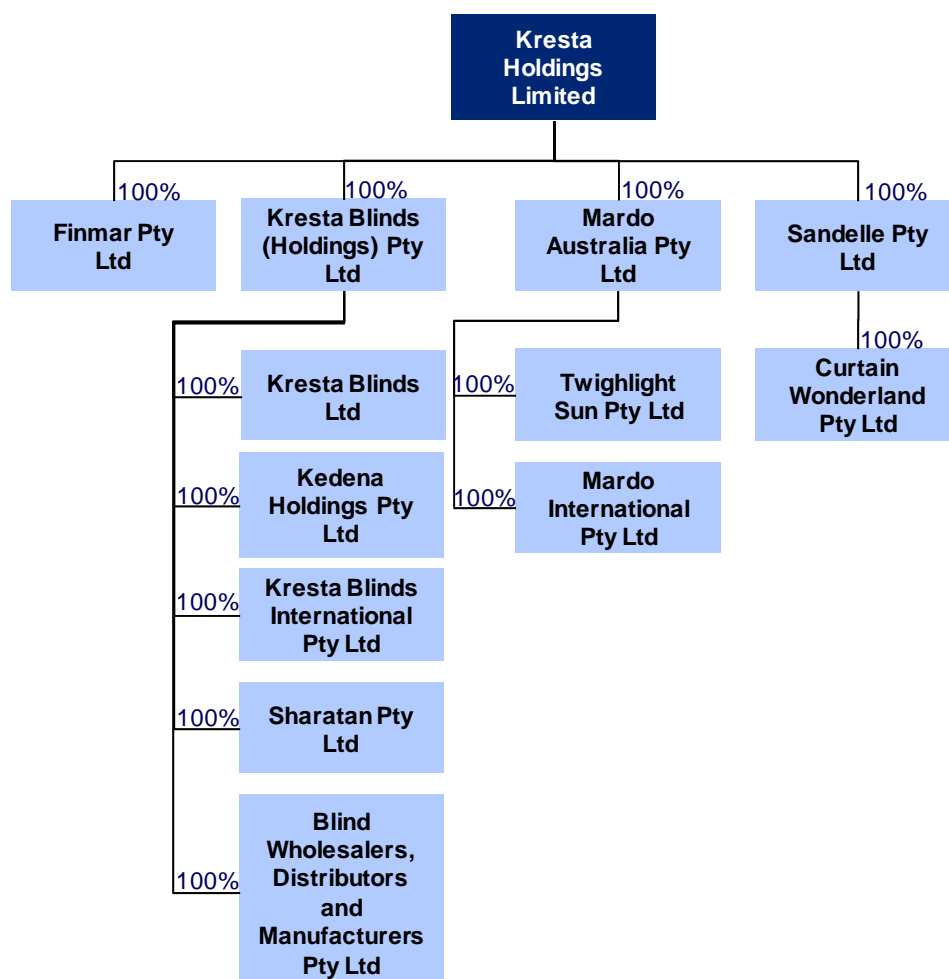 Kresta
Holdings
Limited
100%
100%
100%
100%
Finmar Pty
Ltd
Kresta Blinds
(Holdings) Pty
Ltd
Mardo
Australia Pty
Ltd
Sandelle Pty
Ltd
100%
Kresta Blinds
Ltd
100%
Twighlight
Sun Pty Ltd
100%
Curtain
Wonderland
Pty Ltd
100%
Kedena
Holdings Pty
Ltd
100%
Mardo
International
Pty Ltd
100%
Kresta Blinds
International
Pty Ltd
100%
Sharatan Pty
Ltd
100%
Blind
Wholesalers,
Distributors
and
Manufacturers
Pty Ltd